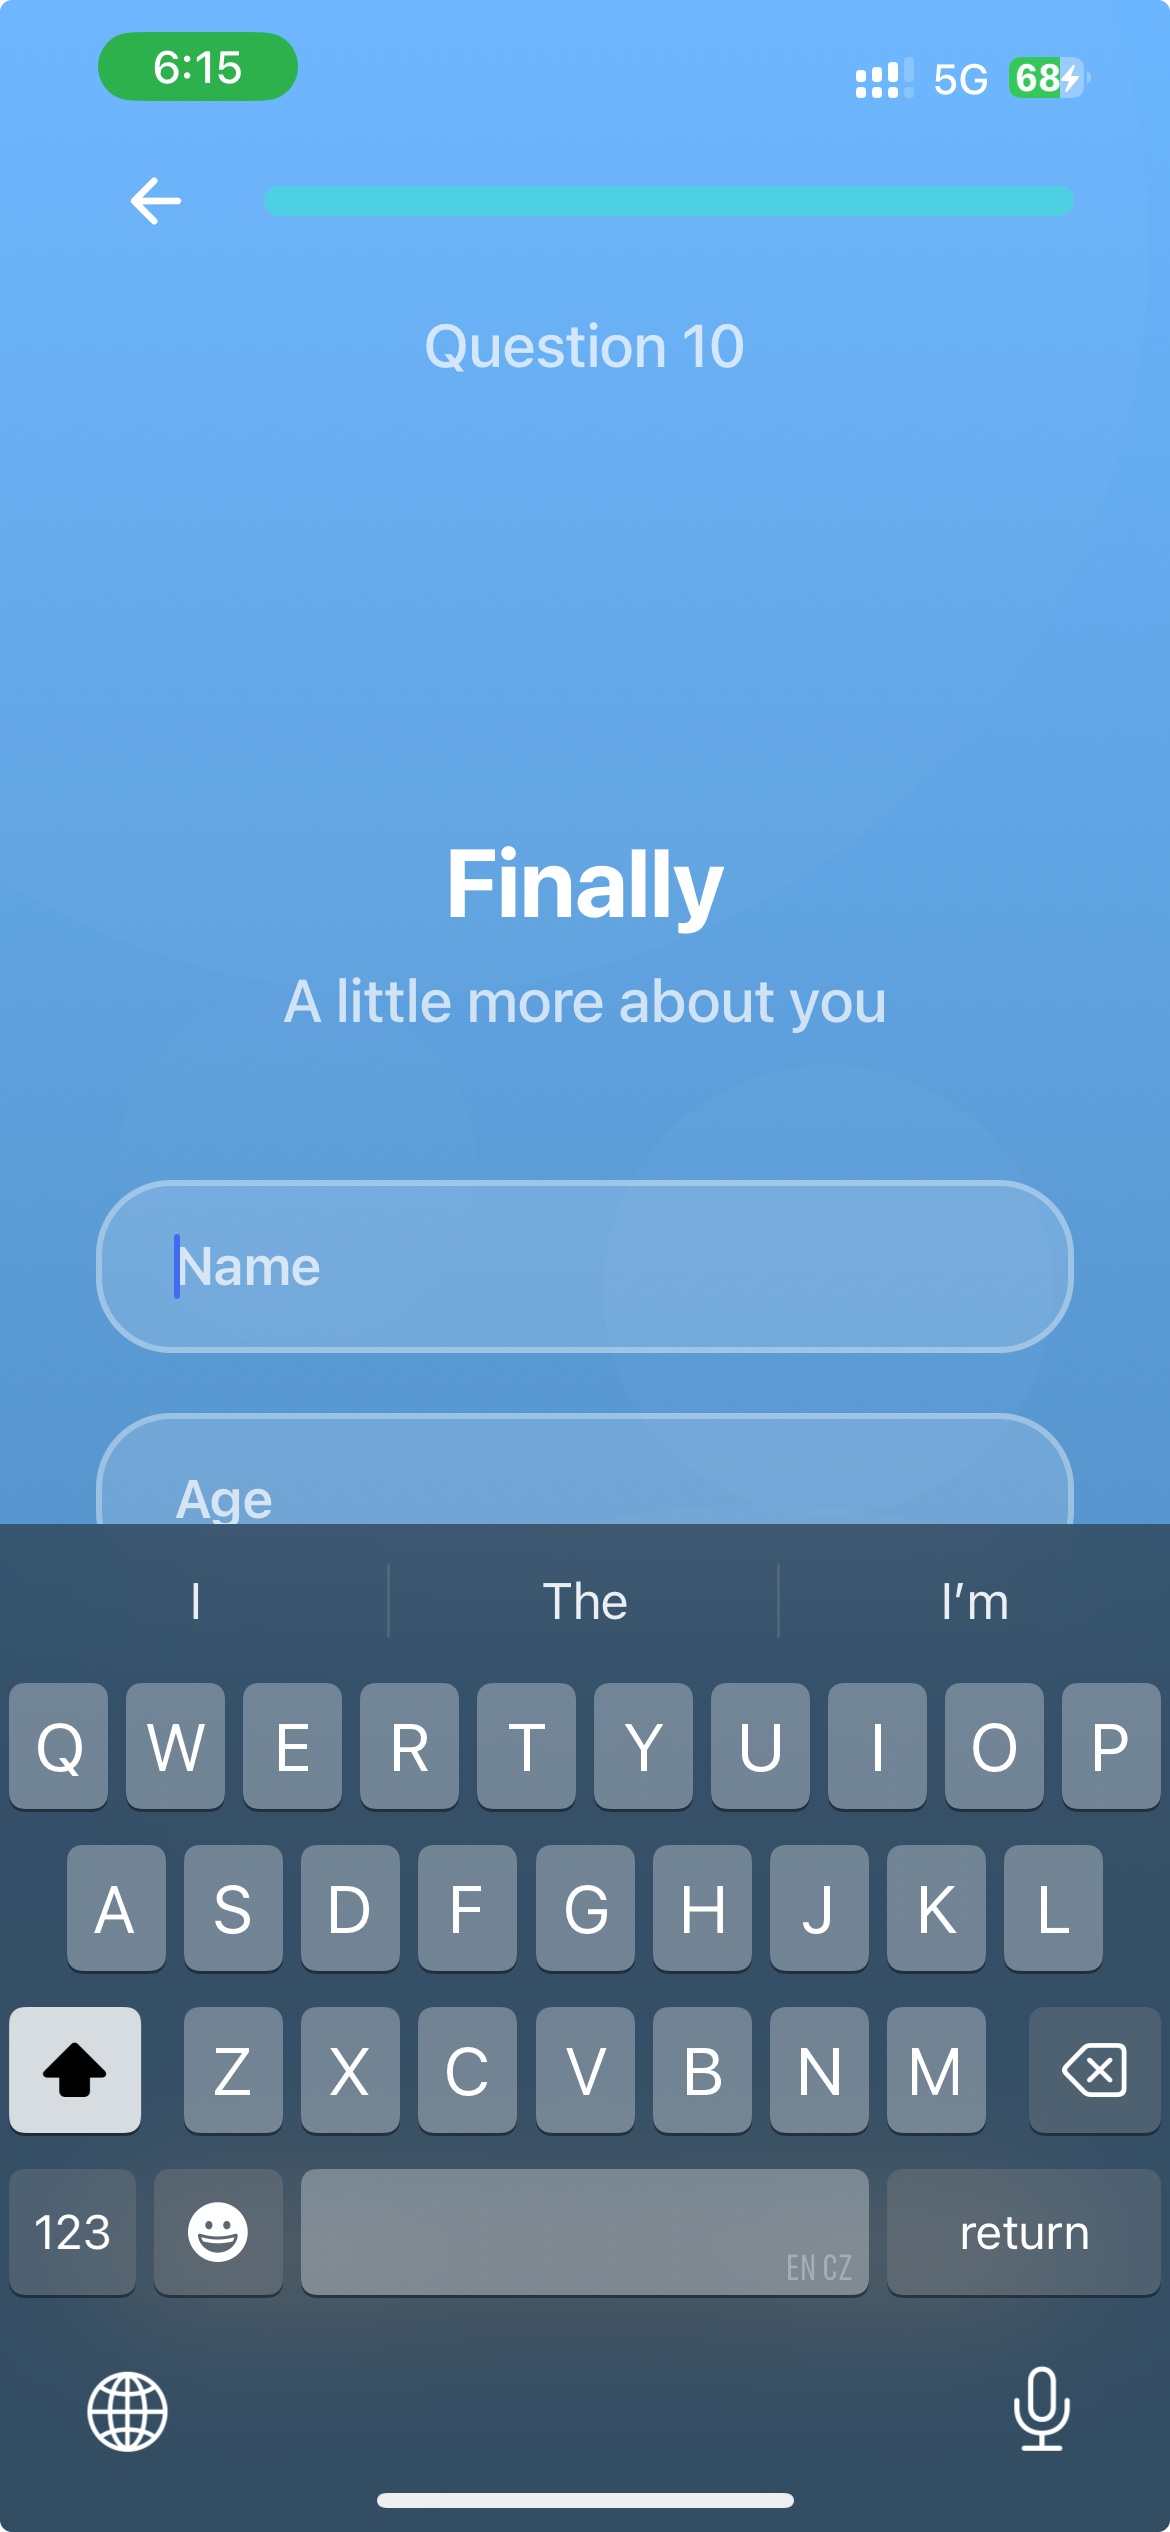 6:15 5G 68
Question 10
Finally
A little more about you
Name
Age
I The I’m
Q W E R T Y U I O P
A S D F G H J K L
Z X C V B N M
123 EN CZ return